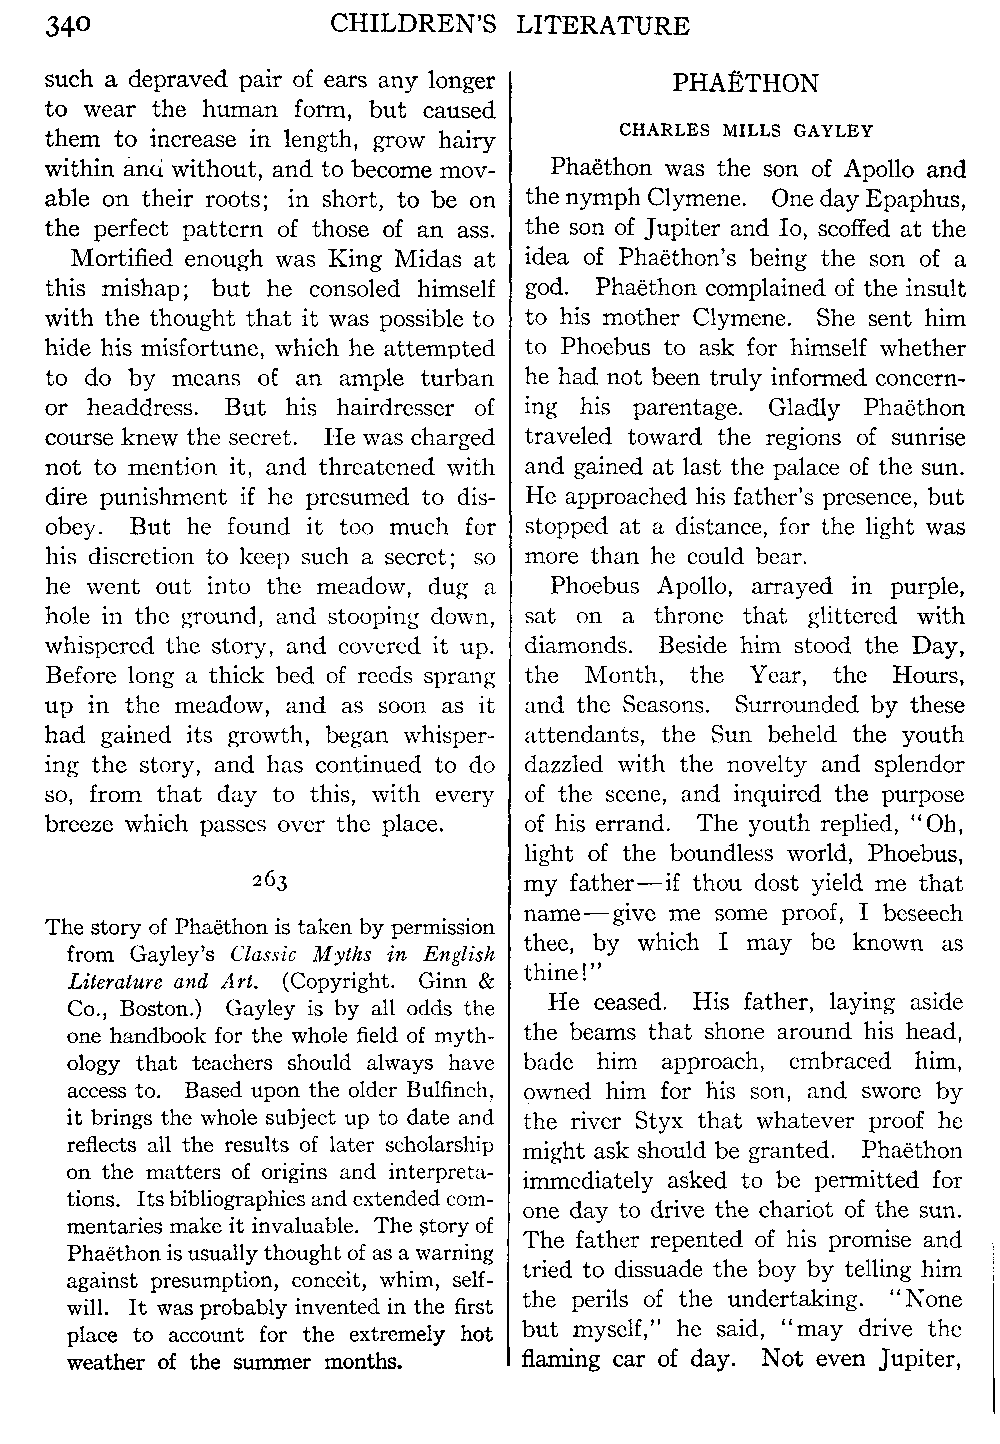 340 CHILDREN'S LITERATURE
such a depraved pair of ears any longer
to wear the human form, but caused
them to increase in length, grow hairy
within and without, and to become mov-
able on their roots; in short, to be on
the perfect pattern of those of an ass.
Mortified enough was King Midas at
this mishap; but he consoled himself
with the thought that it was possible to
hide his misfortune, which he attempted
to do by means of an ample turban
or headdress. But his hairdresser of
course knew the secret. He was charged
not to mention it, and threatened with
dire punishment if he presumed to dis-
obey. But he found it too much for
his discretion to keep such a secret; so
he went out into the meadow, dug a
hole in the ground, and stooping down,
whispered the story, and covered it up.
Before long a thick bed of reeds sprang
up in the meadow, and as soon as it
had gained its growth, began whisper-
ing the story, and has continued to do
so, from that day to this, with every
breeze which passes over the place.
263
The story of Phaëthon is taken by permission
from Gayley's Classic Myths in English
Literature and Art. (Copyright. Ginn &
Co., Boston.) Gayley is by all odds the
one handbook for the whole field of myth-
ology that teachers should always have
access to. Based upon the older Bulfinch,
it brings the whole subject up to date and
reflects all the results of later scholarship
on the matters of origins and interpreta-
tions. Its bibliographies and extended com-
mentaries make it invaluable. The story of
Phaëthon is usually thought of as a warning
against presumption, conceit, whim, self-
will. It was probably invented in the first
place to account for the extremely hot
weather of the summer months.
PHAËTHON
CHARLES MILLS GAYLEY
Phaëthon was the son of Apollo and
the nymph Clymene. One day Epaphus,
the son of Jupiter and Io, scoffed at the
idea of Phaëthon's being the son of a
god. Phaëthon complained of the insult
to his mother Clymene. She sent him
to Phoebus to ask for himself whether
he had not been truly informed concern-
ing his parentage. Gladly Phaëthon
traveled toward the regions of sunrise
and gained at last the palace of the sun.
He approached his father's presence, but
stopped at a distance, for the light was
more than he could bear.
Phoebus Apollo, arrayed in purple,
sat on a throne that glittered with
diamonds. Beside him stood the Day,
the Month, the Year, the Hours,
and the Seasons. Surrounded by these
attendants, the Sun beheld the youth
dazzled with the novelty and splendor
of the scene, and inquired the purpose
of his errand. The youth replied, "Oh,
light of the boundless world, Phoebus,
my father—if thou dost yield me that
name—give me some proof, I beseech
thee, by which I may be known as
thine!"
He ceased. His father, laying aside
the beams that shone around his head,
bade him approach, embraced him,
owned him for his son, and swore by
the river Styx that whatever proof he
might ask should be granted. Phaëthon
immediately asked to be permitted for
one day to drive the chariot of the sun.
The father repented of his promise and
tried to dissuade the boy by telling him
the perils of the undertaking. "None
but myself," he said, "may drive the
flaming car of day. Not even Jupiter,